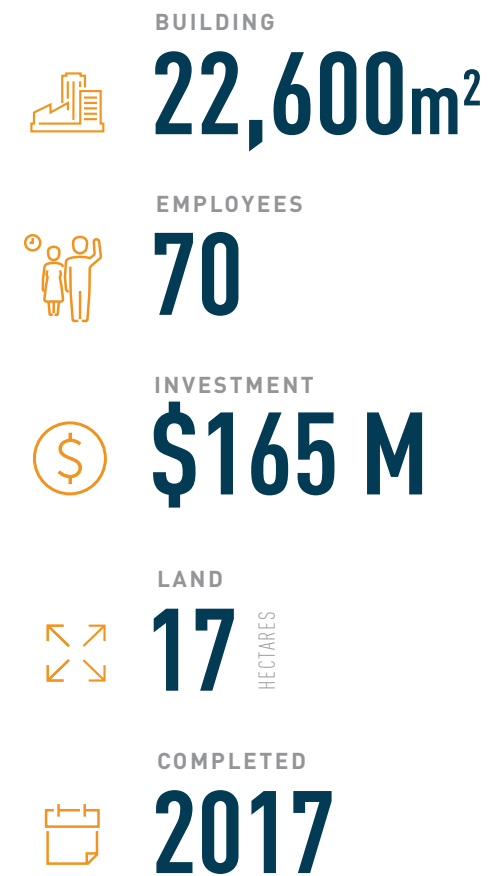 BUILDING
22,600m²
EMPLOYEES
70
INVESTMENT
$165 M
LAND
17 HECTARES
COMPLETED
2017